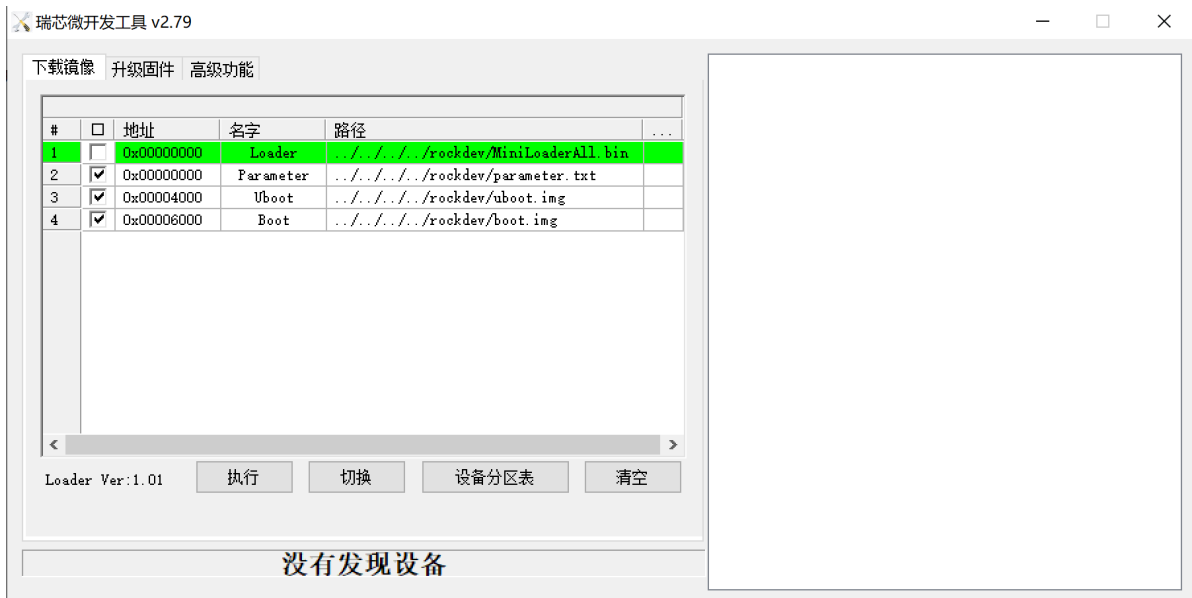 瑞芯微开发工具 v2.79
下载镜像 升级固件 高级功能
# 地址 名字 路径 ...
1 0x00000000 Loader ../../../../rockdev/MiniLoaderAll.bin
2 0x00000000 Parameter ../../../../rockdev/parameter.txt
3 0x00004000 Uboot ../../../../rockdev/uboot.img
4 0x00006000 Boot ../../../../rockdev/boot.img
Loader Ver:1.01 执行 切换 设备分区表 清空
没有发现设备